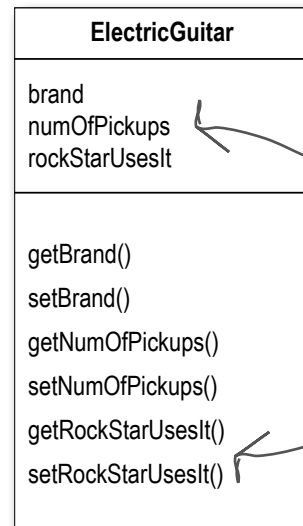 ElectricGuitar
brand
numOfPickups
rockStarUsesIt
getBrand()
setBrand()
getNumOfPickups()
setNumOfPickups()
getRockStarUsesIt()
setRockStarUsesIt()